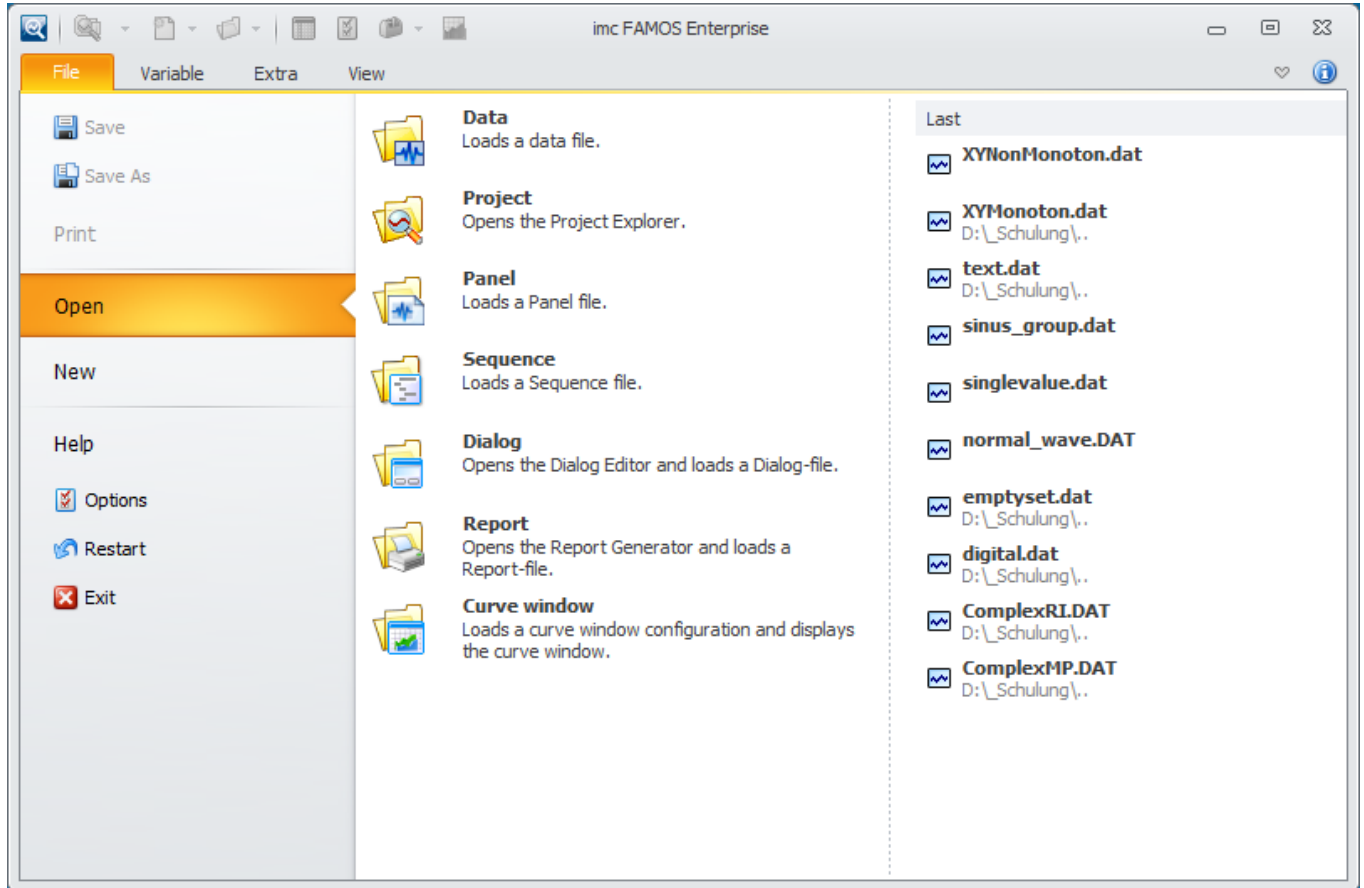 imc FAMOS Enterprise
File
Variable
Extra
View
Save
Save As
Print
Open
New
Help
Options
Restart
Exit
Data
Loads a data file.
Project
Opens the Project Explorer.
Panel
Loads a Panel file.
Sequence
Loads a Sequence file.
Dialog
Opens the Dialog Editor and loads a Dialog-file.
Report
Opens the Report Generator and loads a
Report-file.
Curve window
Loads a curve window configuration and displays
the curve window.
Last
XYNonMonoton.dat
XYMonoton.dat
D:\_Schulung\..
text.dat
D:\_Schulung\..
sinus_group.dat
singlevalue.dat
normal_wave.DAT
emptyset.dat
D:\_Schulung\..
digital.dat
D:\_Schulung\..
ComplexRI.DAT
D:\_Schulung\..
ComplexMP.DAT
D:\_Schulung\..